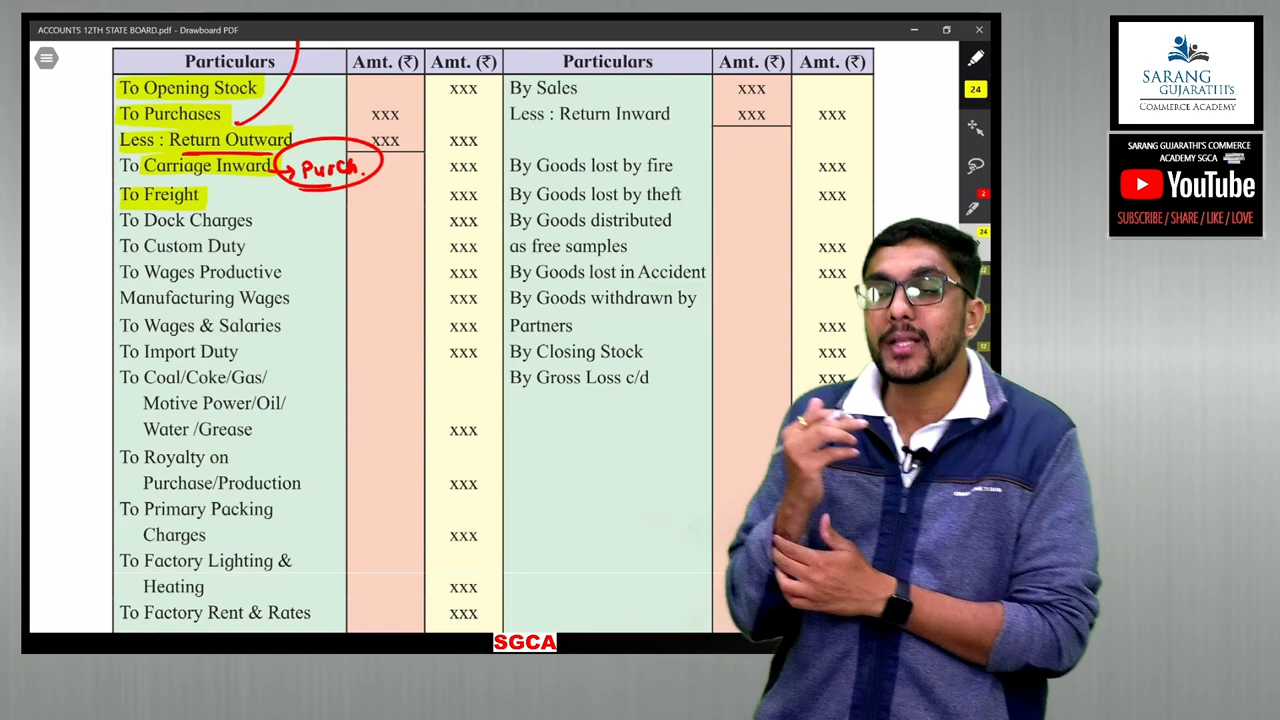 ACCOUNTS 12TH STATE BOARD.pdf - Drawboard PDF
Particulars Amt. (₹) Amt. (₹) Particulars Amt. (₹) Amt. (₹)
To Opening Stock xxx By Sales xxx
To Purchases xxx Less : Return Inward xxx xxx
Less : Return Outward xxx xxx
To Carriage Inward → Purch. xxx By Goods lost by fire xxx
To Freight xxx By Goods lost by theft xxx
To Dock Charges xxx By Goods distributed
To Custom Duty xxx as free samples xxx
To Wages Productive xxx By Goods lost in Accident xxx
Manufacturing Wages xxx By Goods withdrawn by
To Wages & Salaries xxx Partners xxx
To Import Duty xxx By Closing Stock xxx
To Coal/Coke/Gas/ By Gross Loss c/d xxx
Motive Power/Oil/
Water /Grease xxx
To Royalty on
Purchase/Production xxx
To Primary Packing
Charges xxx
To Factory Lighting &
Heating xxx
To Factory Rent & Rates xxx
SGCA
24
2
24
12
SARANG
GUJARATHI'S
COMMERCE ACADEMY
SARANG GUJARATHI'S COMMERCE
ACADEMY SGCA
YouTube
SUBSCRIBE / SHARE / LIKE / LOVE